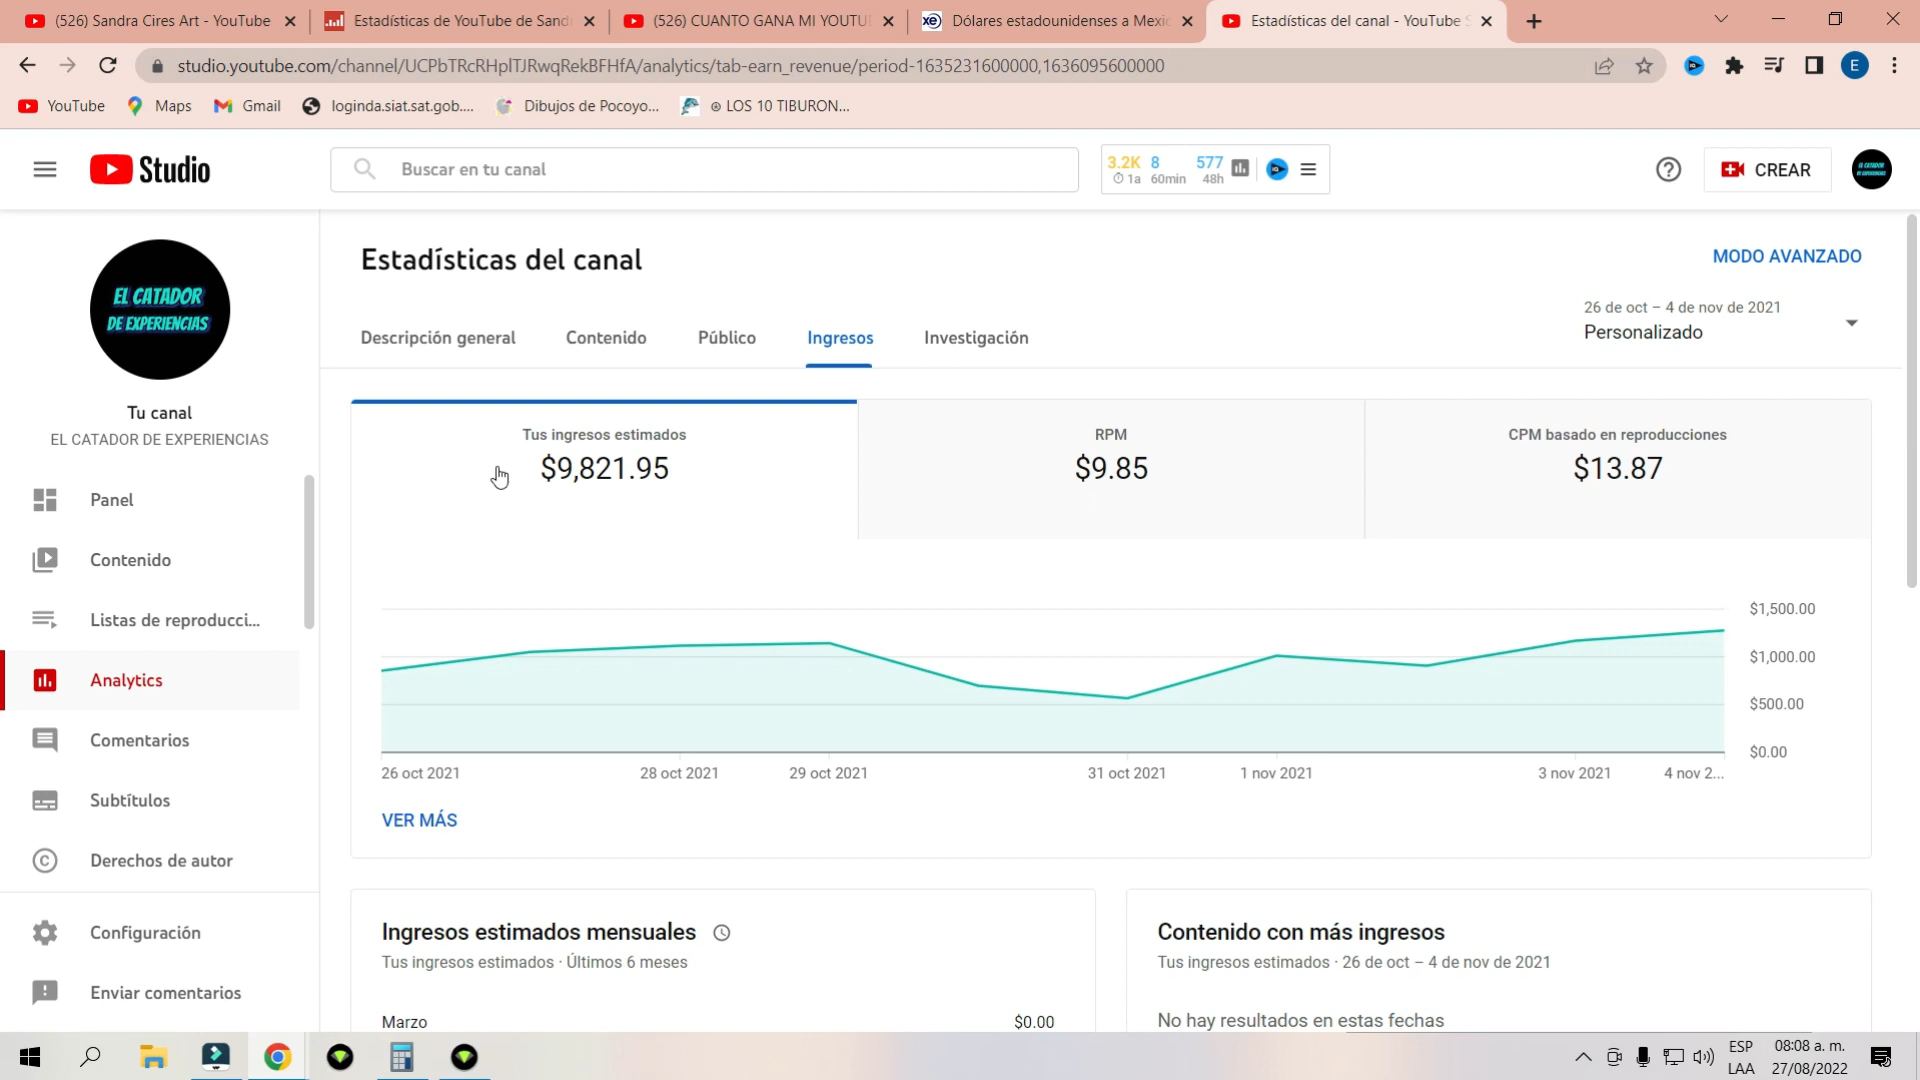 (526) Sandra Cires Art - YouTube
Estadísticas de YouTube de Sand
(526) CUANTO GANA MI YOUTU
Dólares estadounidenses a Mexic
Estadísticas del canal - YouTube S
studio.youtube.com/channel/UCPbTRcRHplTJRwqRekBFHfA/analytics/tab-earn_revenue/period-1635231600000,1636095600000
E
YouTube
Maps
Gmail
loginda.siat.sat.gob....
Dibujos de Pocoyo...
⊛ LOS 10 TIBURON...
Studio
Buscar en tu canal
3.2K 8 577
1a 60min 48h
CREAR
EL CATADOR
DE EXPERIENCIAS
Tu canal
EL CATADOR DE EXPERIENCIAS
Panel
Contenido
Listas de reproducci...
Analytics
Comentarios
Subtítulos
Derechos de autor
Configuración
Enviar comentarios
Estadísticas del canal
MODO AVANZADO
26 de oct – 4 de nov de 2021
Personalizado
Descripción general
Contenido
Público
Ingresos
Investigación
Tus ingresos estimados
$9,821.95
RPM
$9.85
CPM basado en reproducciones
$13.87
$1,500.00
$1,000.00
$500.00
$0.00
26 oct 2021
28 oct 2021
29 oct 2021
31 oct 2021
1 nov 2021
3 nov 2021
4 nov 2...
VER MÁS
Ingresos estimados mensuales
Tus ingresos estimados · Últimos 6 meses
Marzo $0.00
Contenido con más ingresos
Tus ingresos estimados · 26 de oct – 4 de nov de 2021
No hay resultados en estas fechas
ESP
LAA
08:08 a. m.
27/08/2022